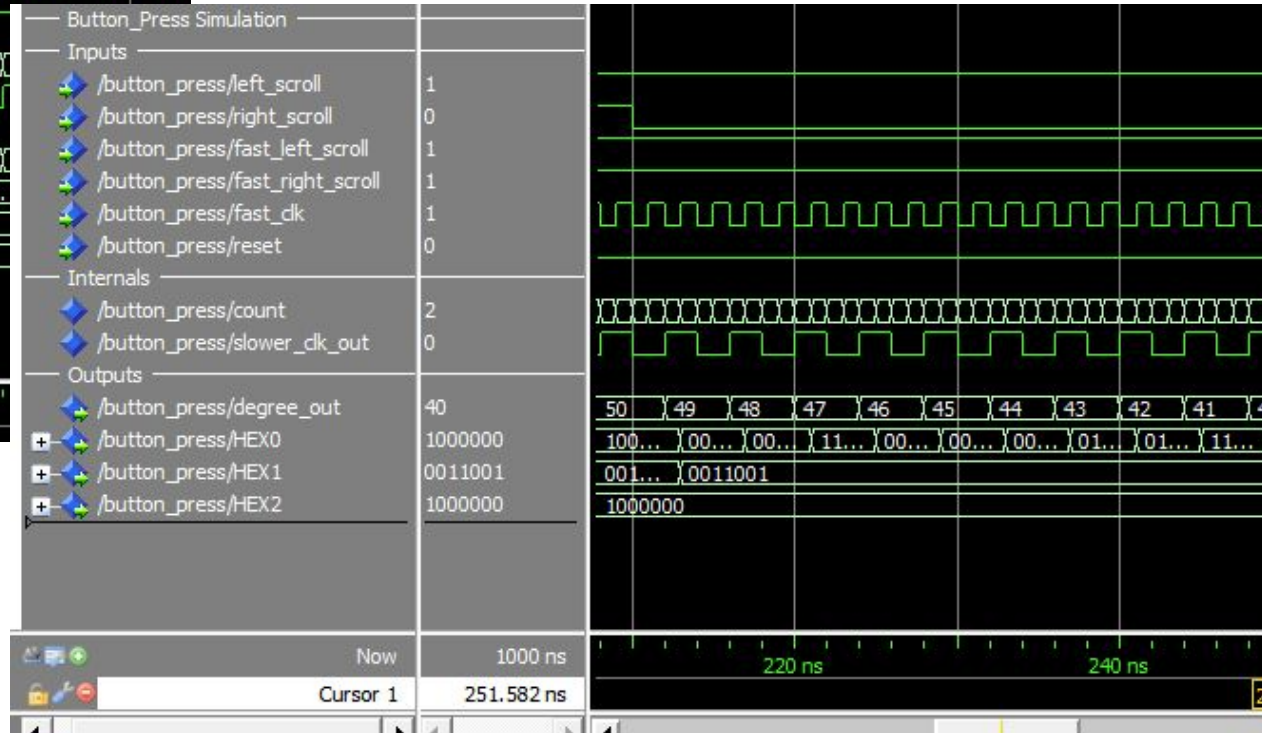 Button_Press Simulation
Inputs
/button_press/left_scroll 1
/button_press/right_scroll 0
/button_press/fast_left_scroll 1
/button_press/fast_right_scroll 1
/button_press/fast_clk 1
/button_press/reset 0
Internals
/button_press/count 2
/button_press/slower_clk_out 0
Outputs
/button_press/degree_out 40 50 49 48 47 46 45 44 43 42 41
/button_press/HEX0 1000000 100... 00... 00... 11... 00... 00... 00... 01... 01... 11...
/button_press/HEX1 0011001 001... 0011001
/button_press/HEX2 1000000 1000000
Now 1000 ns 220 ns 240 ns
Cursor 1 251.582 ns